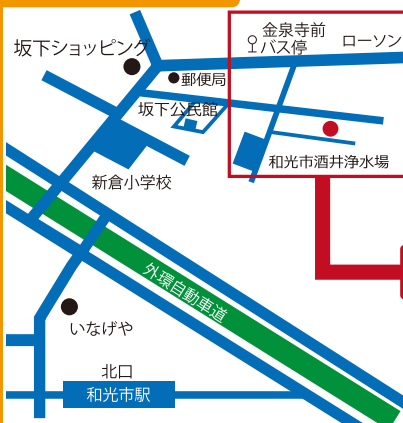 金泉寺前
バス停
ローソン
坂下ショッピング
郵便局
坂下公民館
和光市酒井浄水場
新倉小学校
外環自動車道
いなげや
北口
和光市駅